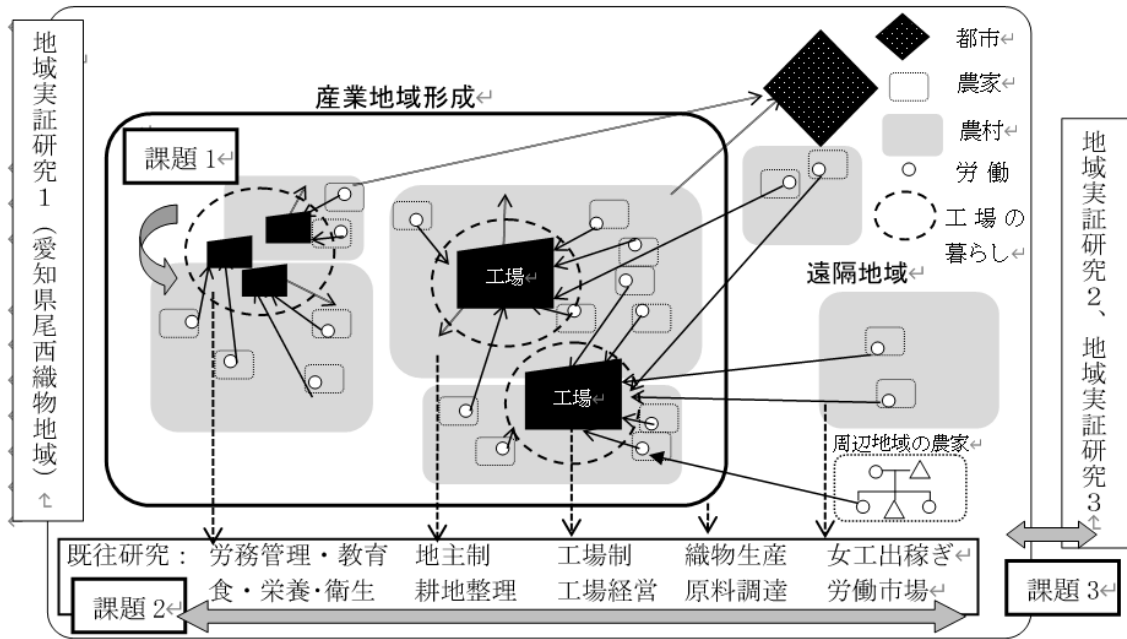 地域実証研究1(愛知県尾西織物地域)↵
産業地域形成↵
課題1↵
工場↵
工場↵
都市↵
農家↵
農村↵
労働↵
工場の
暮らし↵
遠隔地域↵
周辺地域の農家↵
地域実証研究2、地域実証研究3↵
既往研究: 労務管理・教育 地主制 工場制 織物生産 女工出稼ぎ↵
食・栄養・衛生 耕地整理 工場経営 原料調達 労働市場↵
課題2↵
課題3↵